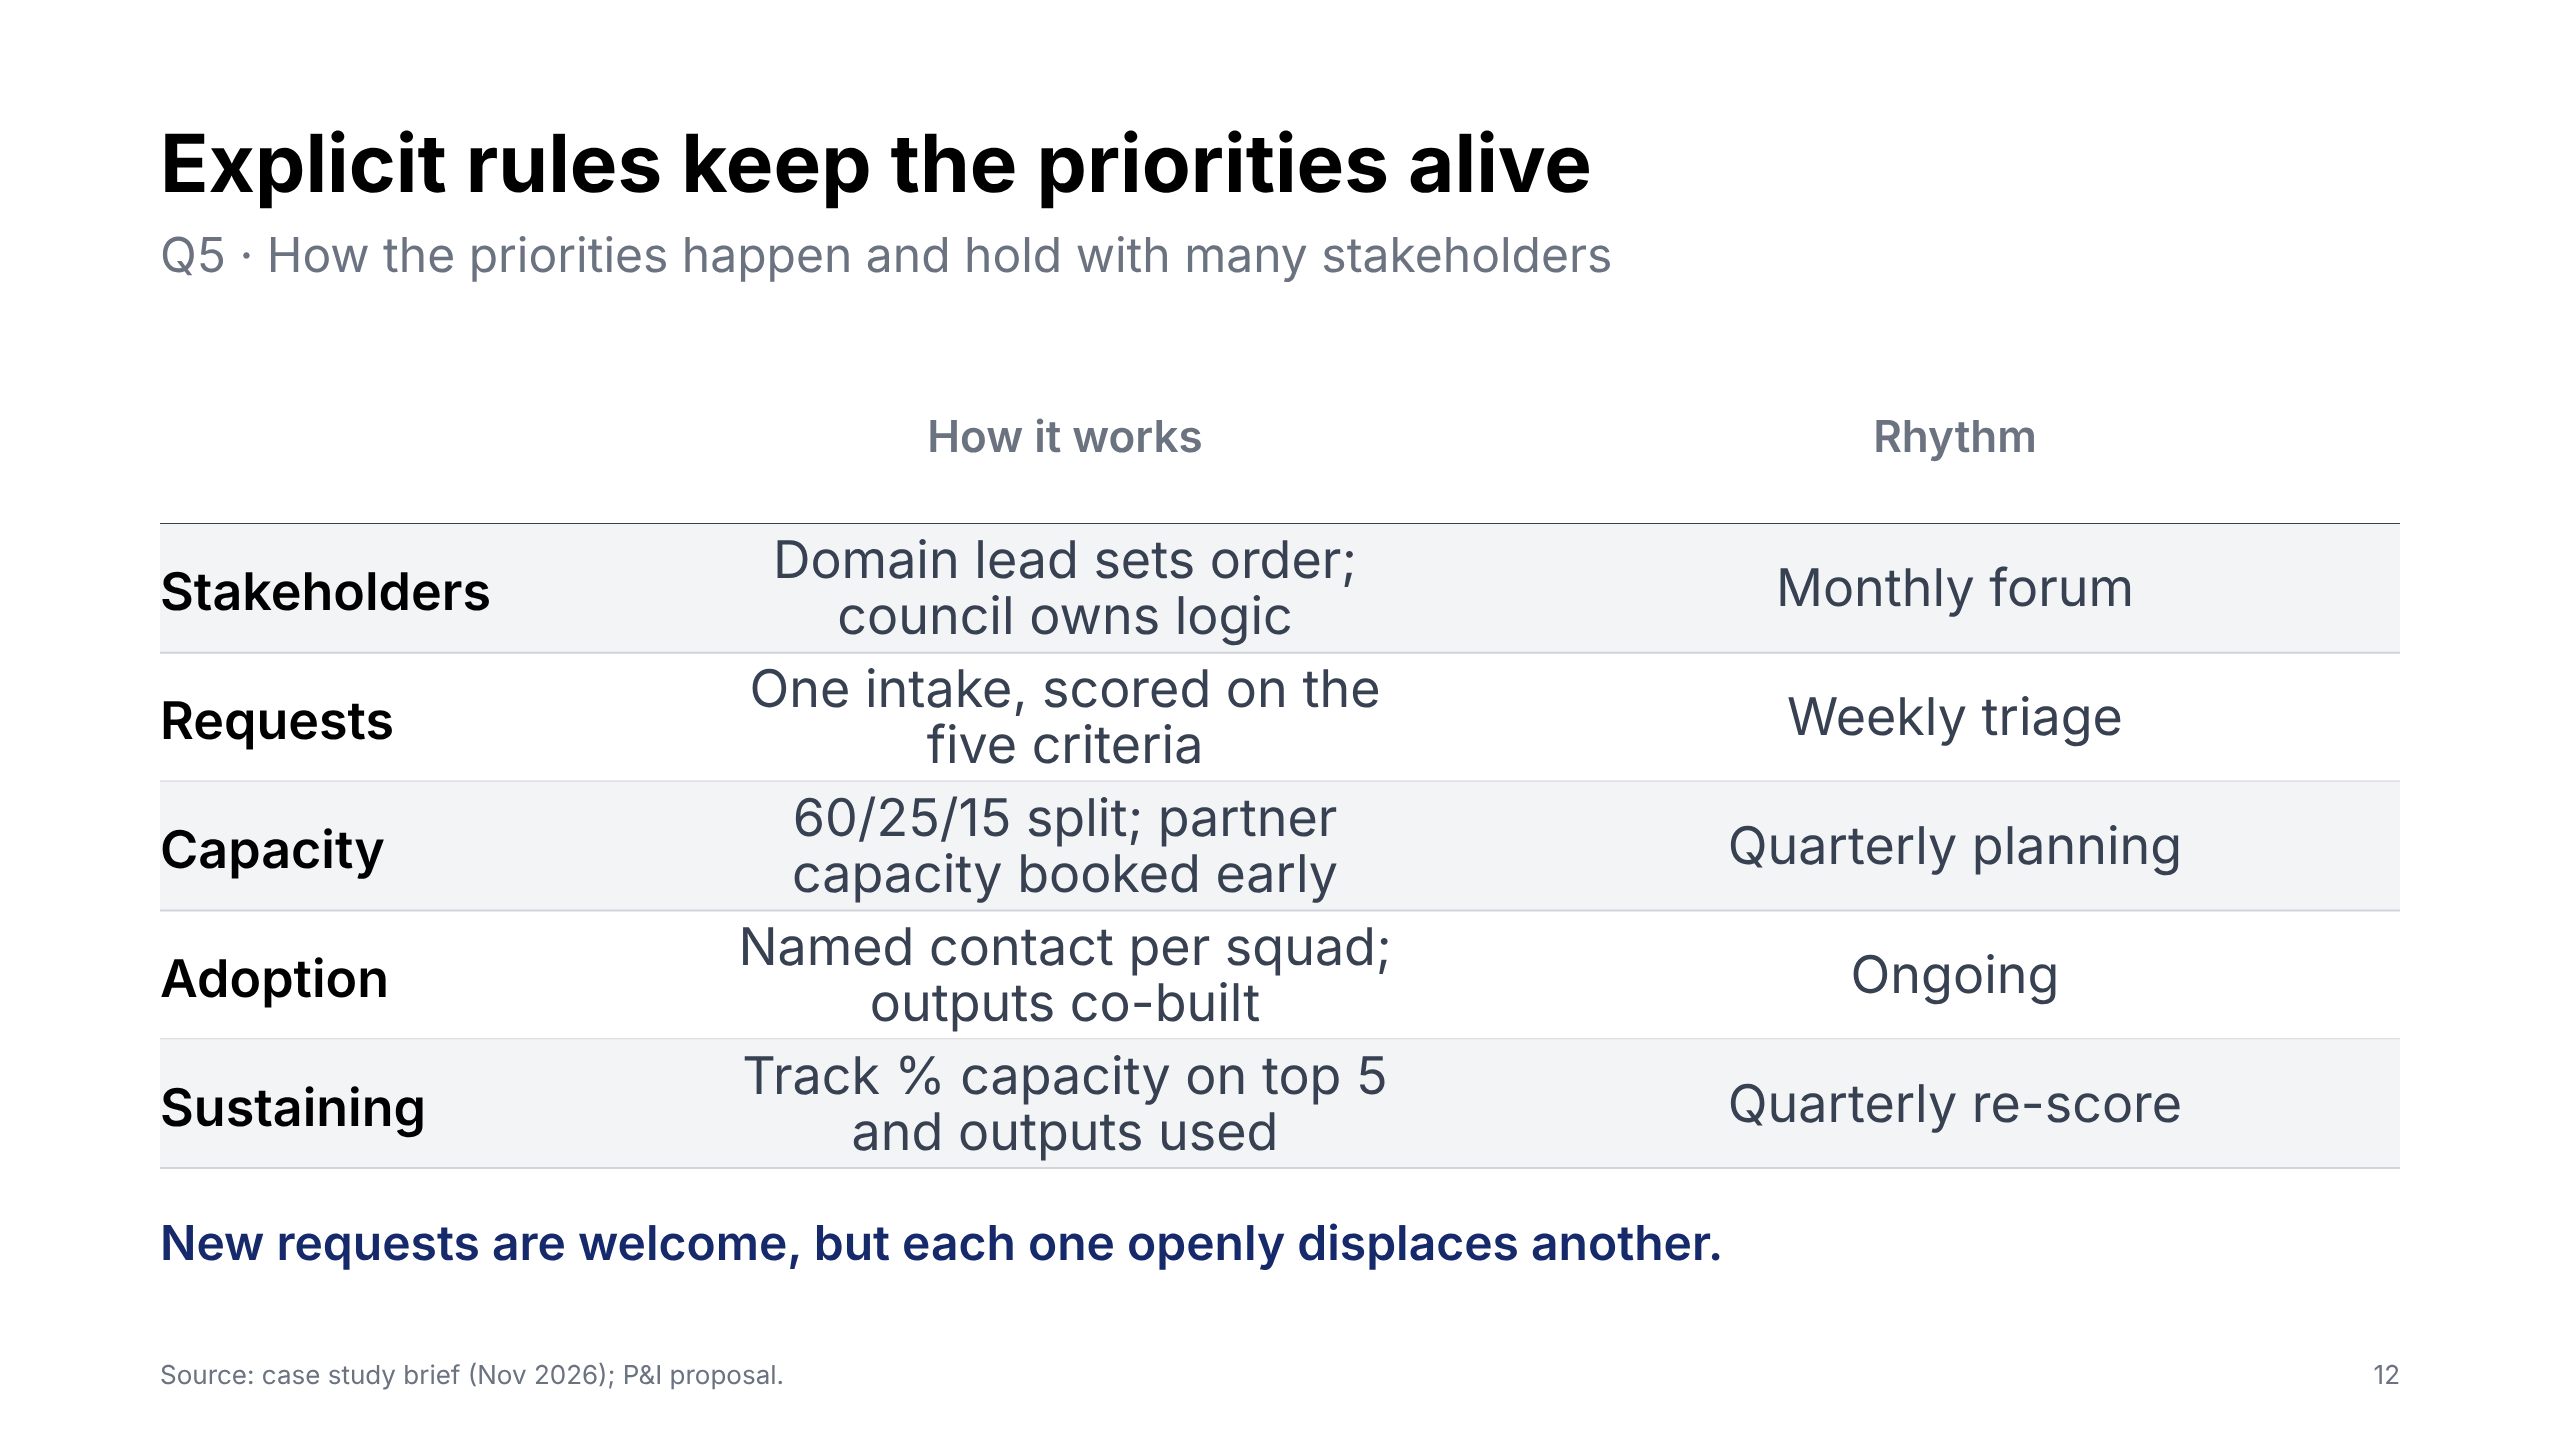 Explicit rules keep the priorities alive
Q5 · How the priorities happen and hold with many stakeholders
How it works
Rhythm
Stakeholders
Domain lead sets order;
council owns logic
Monthly forum
Requests
One intake, scored on the
five criteria
Weekly triage
Capacity
60/25/15 split; partner
capacity booked early
Quarterly planning
Adoption
Named contact per squad;
outputs co-built
Ongoing
Sustaining
Track % capacity on top 5
and outputs used
Quarterly re-score
New requests are welcome, but each one openly displaces another.
Source: case study brief (Nov 2026); P&I proposal.
12